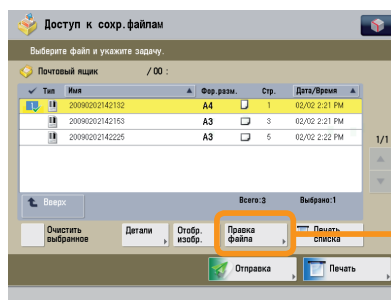 Доступ к сохр.файлам
Выберите файл и укажите задачу.
Почтовый ящик / 00 :
Тип Имя Фор.разм. Стр. Дата/Время
1 20090202142132 A4 1 02/02 2:21 PM
20090202142153 A3 3 02/02 2:21 PM
20090202142225 A3 5 02/02 2:22 PM
1/1
Вверх Всего:3 Выбрано:1
Очистить выбранное
Детали
Отобр. изобр.
Правка файла
Печать списка
Отправка
Печать